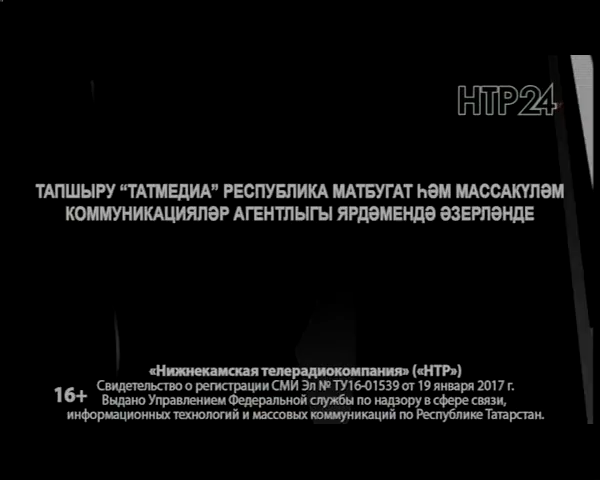 НТР24
ТАПШЫРУ “ТАТМЕДИА” РЕСПУБЛИКА МАТБУГАТ ҺӘМ МАССАКҮЛӘМ
КОММУНИКАЦИЯЛӘР АГЕНТЛЫГЫ ЯРДӘМЕНДӘ ӘЗЕРЛӘНДЕ
«Нижнекамская телерадиокомпания» («НТР»)
Свидетельство о регистрации СМИ Эл № ТУ16-01539 от 19 января 2017 г.
16+
Выдано Управлением Федеральной службы по надзору в сфере связи,
информационных технологий и массовых коммуникаций по Республике Татарстан.